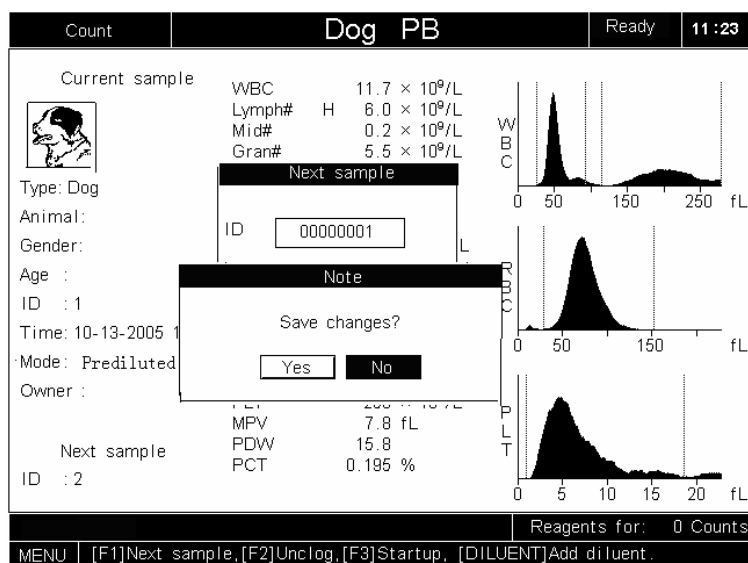 Count Dog PB Ready 11:23
Current sample
Type: Dog
Animal:
Gender:
Age :
ID : 1
Time: 10-13-2005 1
Mode: Prediluted
Owner :
Next sample
ID : 2
WBC 11.7 × 10⁹/L
Lymph# H 6.0 × 10⁹/L
Mid# 0.2 × 10⁹/L
Gran# 5.5 × 10⁹/L
Next sample
ID 00000001
L
Note
Save changes?
Yes No
MPV 7.8 fL
PDW 15.8
PCT 0.195 %
WBC
0 50 150 250 fL
RBC
0 50 150 fL
PLT
0 5 10 15 20 fL
Reagents for: 0 Counts
MENU [F1]Next sample,[F2]Unclog,[F3]Startup, [DILUENT]Add diluent.